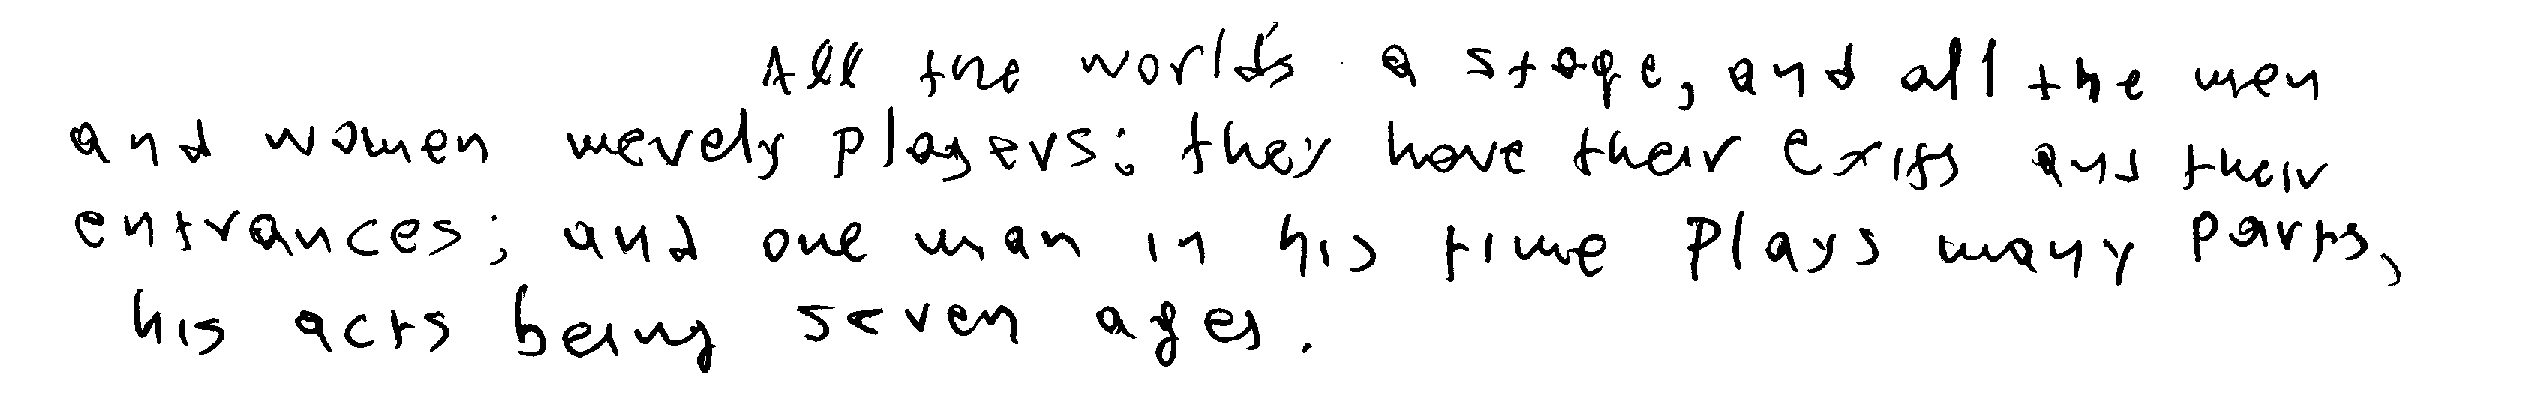 All the world's a stage, and all the men
and women merely players: they have their exits and their
entrances; and one man in his time plays many parts,
his acts being seven ages.